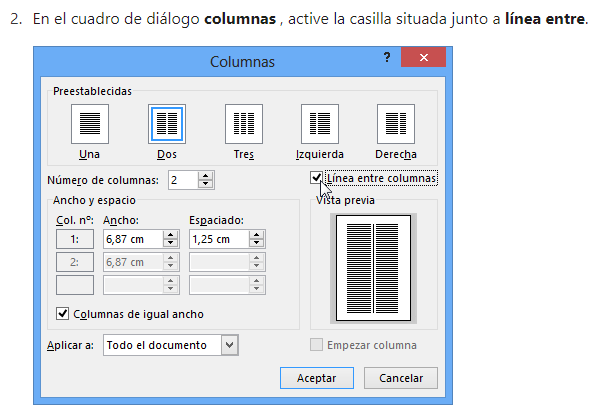 2. En el cuadro de diálogo columnas , active la casilla situada junto a línea entre.
Columnas
? x
Preestablecidas
Una Dos Tres Izquierda Derecha
Número de columnas: 2
Línea entre columnas
Ancho y espacio
Vista previa
Col. nº: Ancho: Espaciado:
1: 6,87 cm 1,25 cm
2: 6,87 cm
Columnas de igual ancho
Aplicar a: Todo el documento
Empezar columna
Aceptar Cancelar